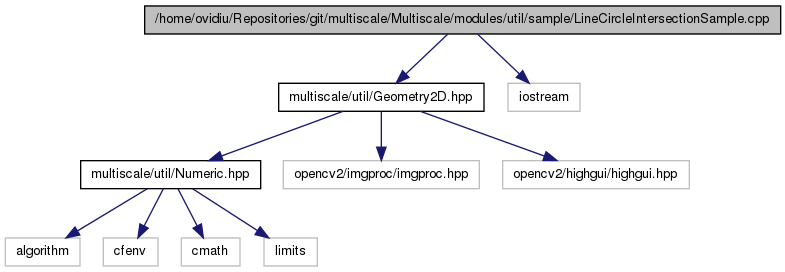 /home/ovidiu/Repositories/git/multiscale/Multiscale/modules/util/sample/LineCircleIntersectionSample.cpp
multiscale/util/Geometry2D.hpp
iostream
multiscale/util/Numeric.hpp
opencv2/imgproc/imgproc.hpp
opencv2/highgui/highgui.hpp
algorithm
cfenv
cmath
limits